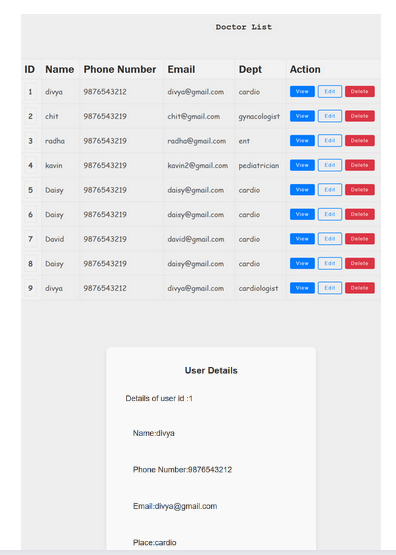 Doctor List
ID Name Phone Number Email Dept Action
1 divya 9876543212 divya@gmail.com cardio View Edit Delete
2 chit 9876543219 chit@gmail.com gynacologist View Edit Delete
3 radha 9876543219 radha@gmail.com ent View Edit Delete
4 kavin 9876543219 kavin2@gmail.com pediatrician View Edit Delete
5 Daisy 9876543219 daisy@gmail.com cardio View Edit Delete
6 Daisy 9876543219 daisy@gmail.com cardio View Edit Delete
7 David 9876543219 david@gmail.com cardio View Edit Delete
8 Daisy 9876543219 daisy@gmail.com cardio View Edit Delete
9 divya 9876543212 divya@gmail.com cardiologist View Edit Delete
User Details
Details of user id :1
Name:divya
Phone Number:9876543212
Email:divya@gmail.com
Place:cardio